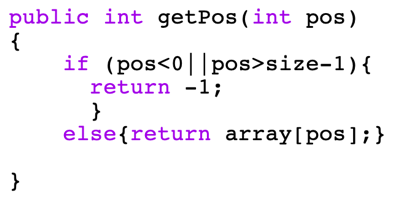 public int getPos(int pos)
{
    if (pos<0||pos>size-1){
      return -1;
      }
    else{return array[pos];}
}